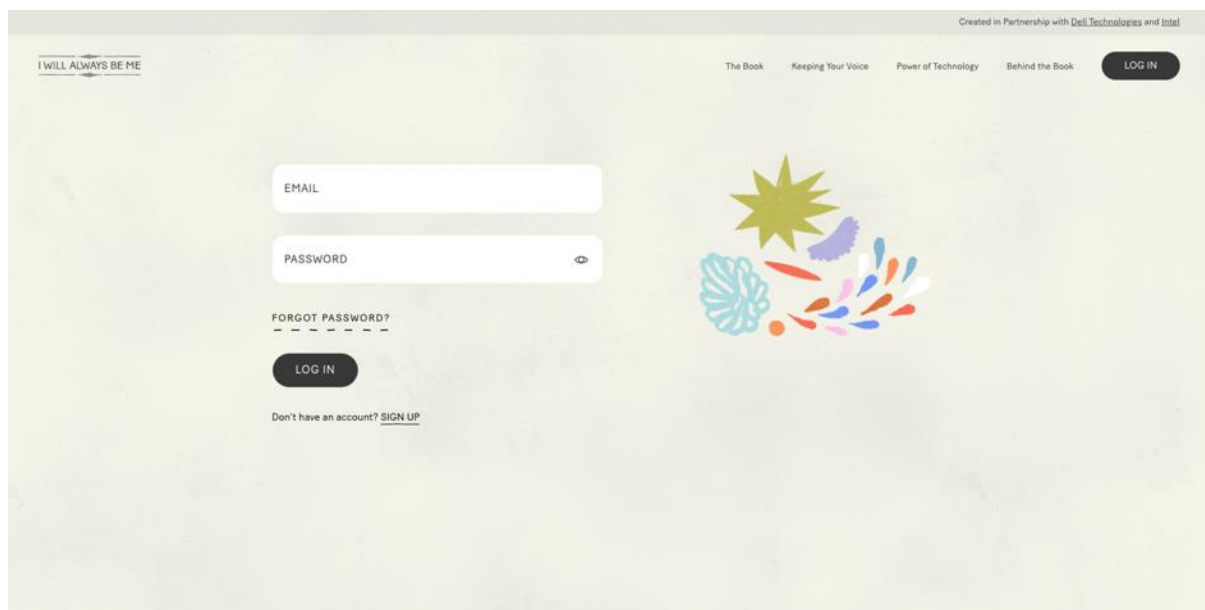 Created in Partnership with Dell Technologies and Intel
I WILL ALWAYS BE ME
The Book Keeping Your Voice Power of Technology Behind the Book LOG IN
EMAIL
PASSWORD
FORGOT PASSWORD?
LOG IN
Don't have an account? SIGN UP